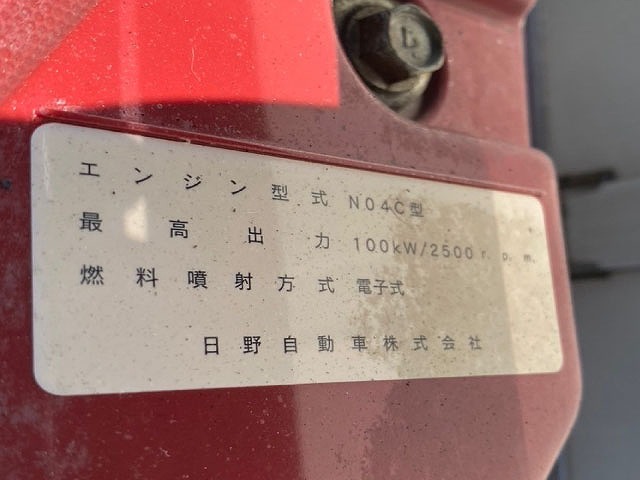 エンジン型式 N04C型
最高出力 100kW/2500r.p.m.
燃料噴射方式 電子式
日野自動車株式会社